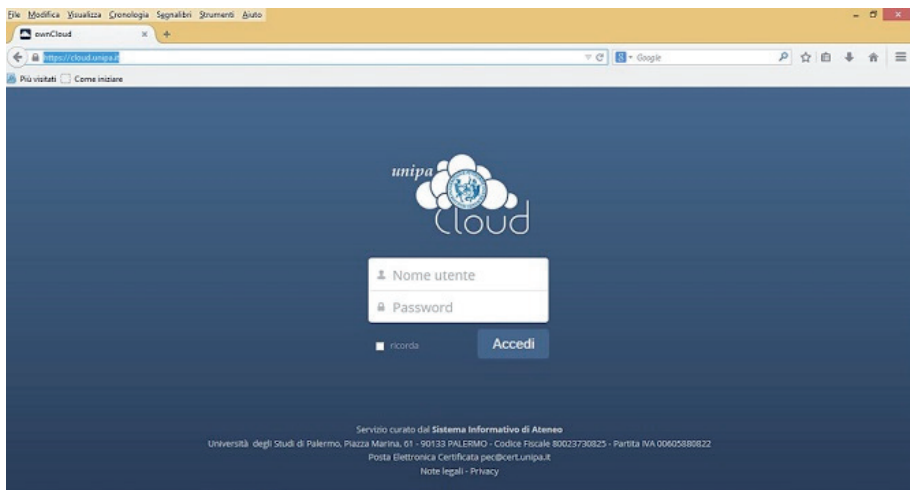 File Modifica Visualizza Cronologia Segnalibri Strumenti Aiuto
ownCloud
https://cloud.unipa.it
Google
Più visitati Come iniziare
unipa
Cloud
Nome utente
Password
ricorda Accedi
Servizio curato dal Sistema Informativo di Ateneo
Università degli Studi di Palermo, Piazza Marina, 61 - 90133 PALERMO - Codice Fiscale 80023730825 - Partita IVA 00605880822
Posta Elettronica Certificata pec@cert.unipa.it
Note legali - Privacy